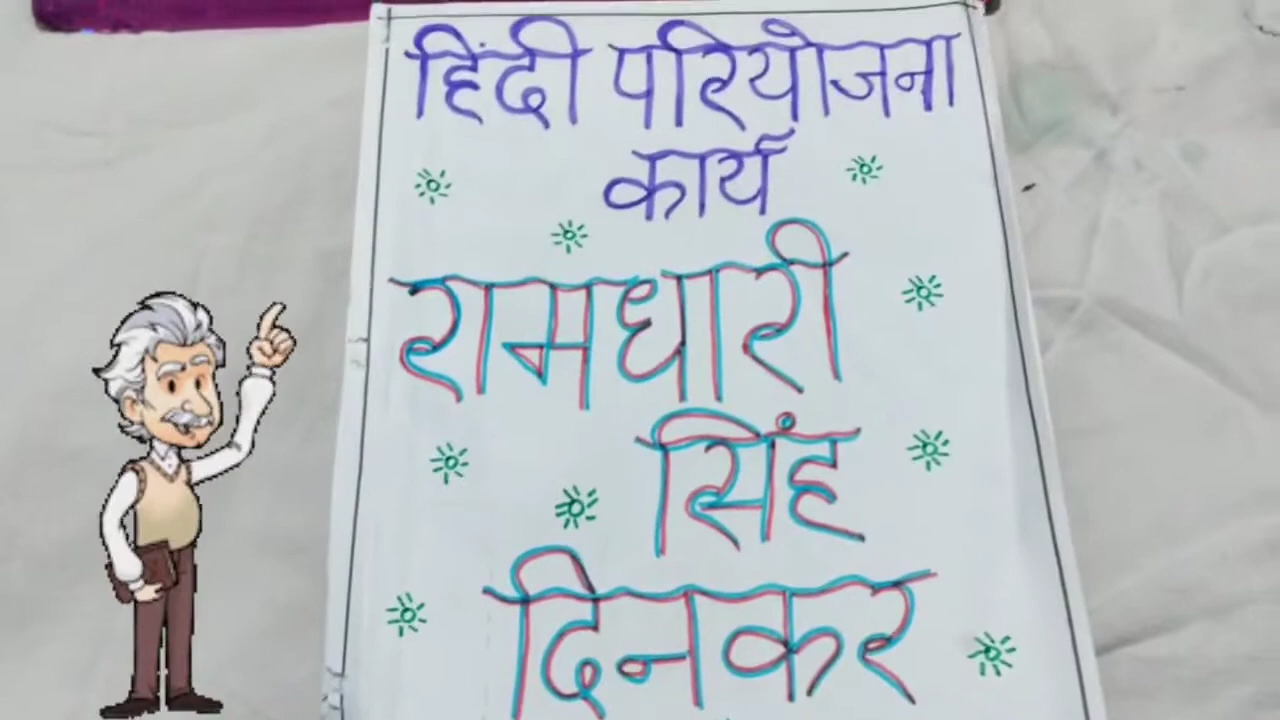 हिंदी परियोजना
कार्य
रामधारी
सिंह
दिनकर